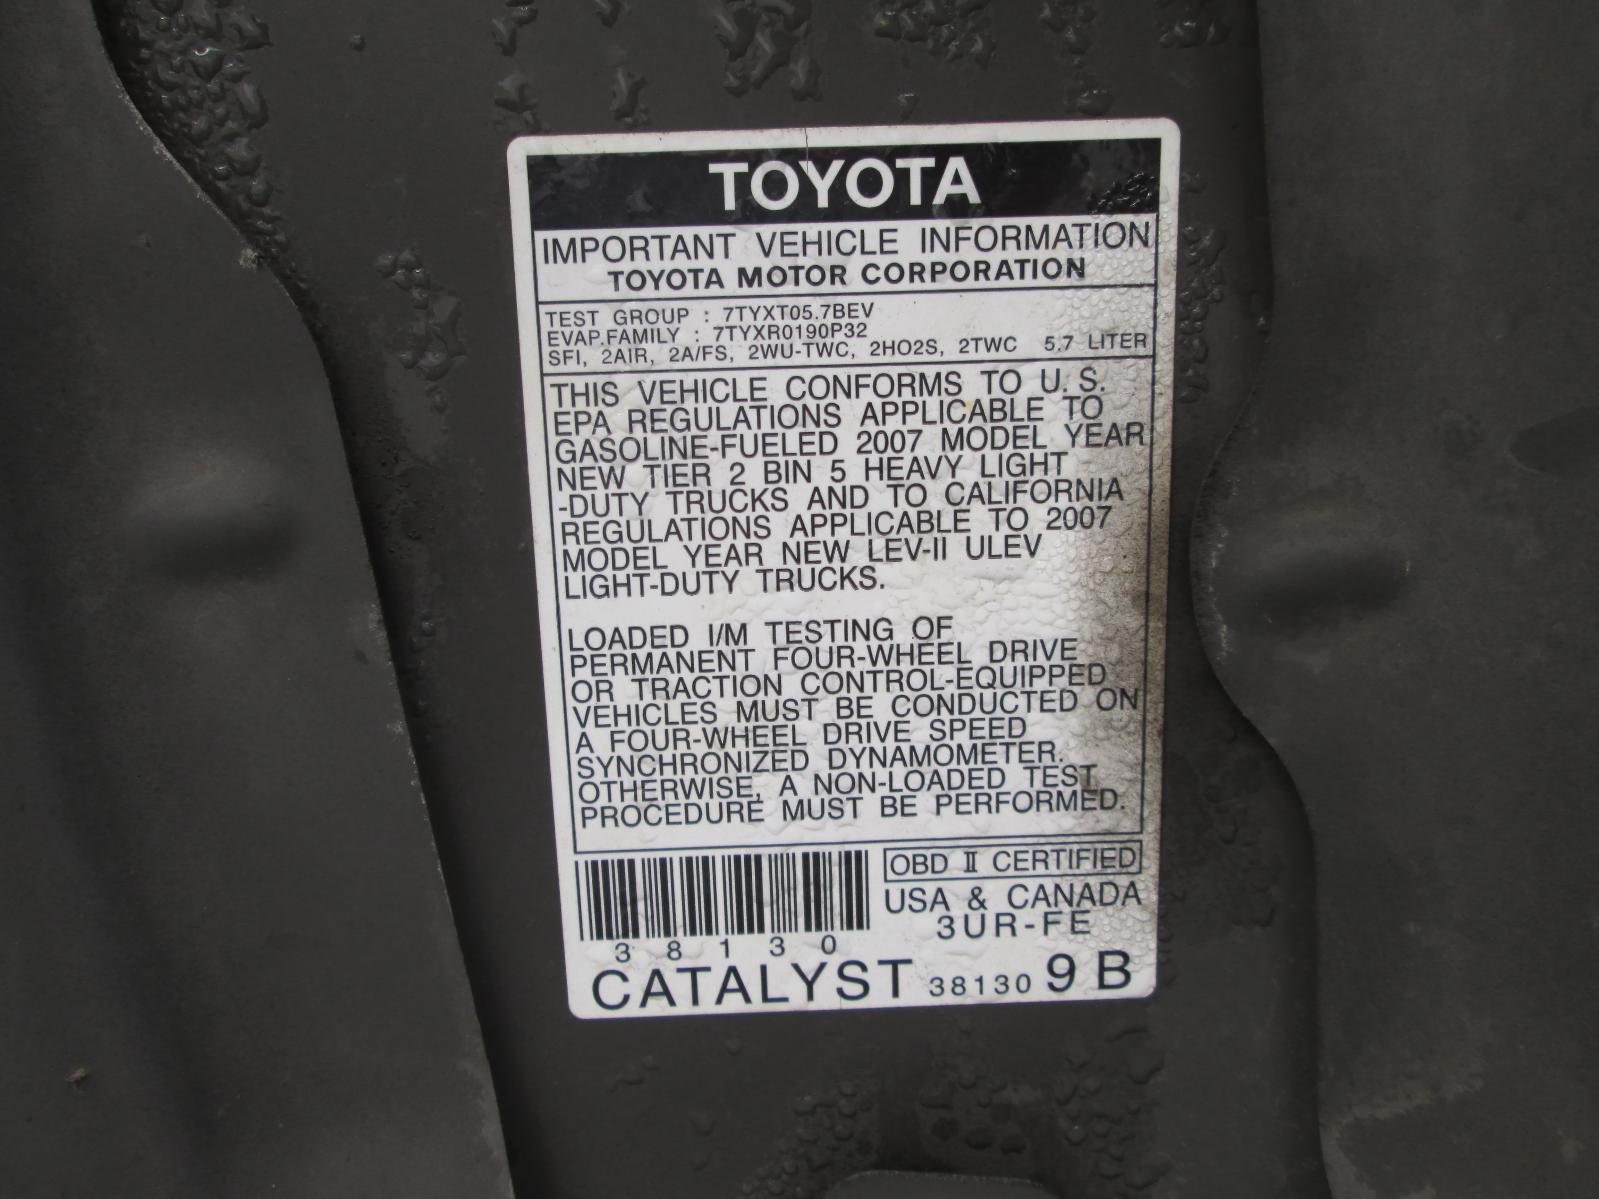 TOYOTA
IMPORTANT VEHICLE INFORMATION
TOYOTA MOTOR CORPORATION
TEST GROUP : 7TYXT05.7BEV
EVAP.FAMILY : 7TYXR0190P32
SFI, 2AIR, 2A/FS, 2WU-TWC, 2HO2S, 2TWC 5.7 LITER
THIS VEHICLE CONFORMS TO U.S.
EPA REGULATIONS APPLICABLE TO
GASOLINE-FUELED 2007 MODEL YEAR
NEW TIER 2 BIN 5 HEAVY LIGHT
-DUTY TRUCKS AND TO CALIFORNIA
REGULATIONS APPLICABLE TO 2007
MODEL YEAR NEW LEV-II ULEV
LIGHT-DUTY TRUCKS.
LOADED I/M TESTING OF
PERMANENT FOUR-WHEEL DRIVE
OR TRACTION CONTROL-EQUIPPED
VEHICLES MUST BE CONDUCTED ON
A FOUR-WHEEL DRIVE SPEED
SYNCHRONIZED DYNAMOMETER.
OTHERWISE, A NON-LOADED TEST
PROCEDURE MUST BE PERFORMED.
OBD II CERTIFIED
USA & CANADA
3UR-FE
38130
CATALYST 38130 9 B